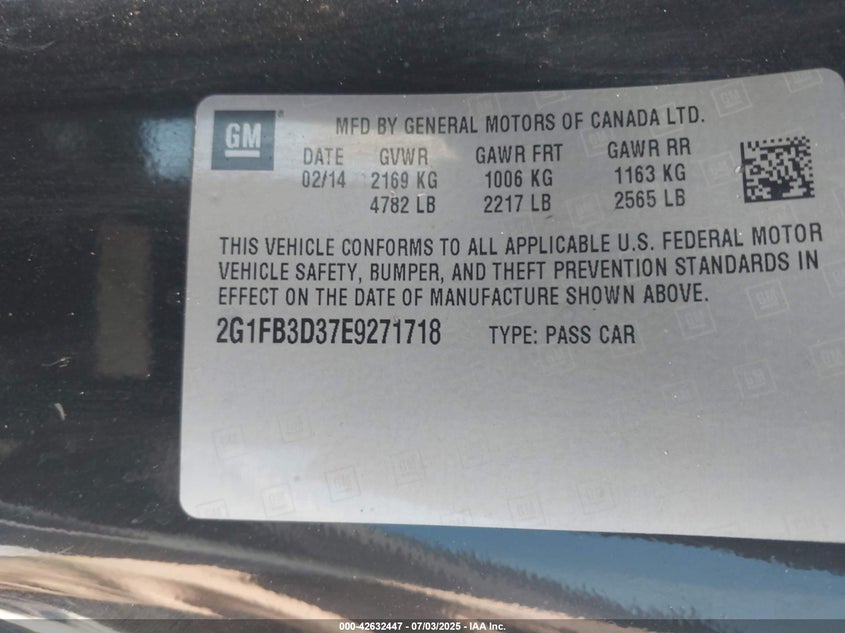 GM
MFD BY GENERAL MOTORS OF CANADA LTD.
DATE GVWR GAWR FRT GAWR RR
02/14 2169 KG 1006 KG 1163 KG
4782 LB 2217 LB 2565 LB
THIS VEHICLE CONFORMS TO ALL APPLICABLE U.S. FEDERAL MOTOR
VEHICLE SAFETY, BUMPER, AND THEFT PREVENTION STANDARDS IN
EFFECT ON THE DATE OF MANUFACTURE SHOWN ABOVE.
2G1FB3D37E9271718 TYPE: PASS CAR
000-42632447 - 07/03/2025 - IAA Inc.